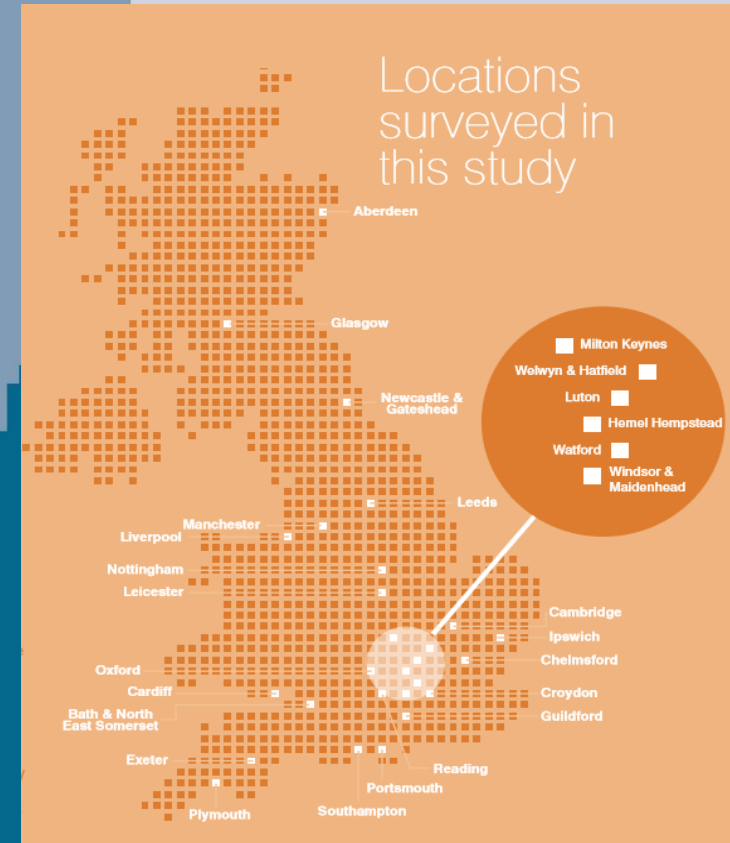 Locations
surveyed in
this study
Aberdeen
Glasgow
Milton Keynes
Welwyn & Hatfield
Luton
Hemel Hempstead
Watford
Windsor &
Maidenhead
Newcastle &
Gateshead
Leeds
Manchester
Liverpool
Nottingham
Leicester
Cambridge
Ipswich
Chelmsford
Oxford
Cardiff
Croydon
Bath & North
East Somerset
Guildford
Exeter
Reading
Portsmouth
Southampton
Plymouth